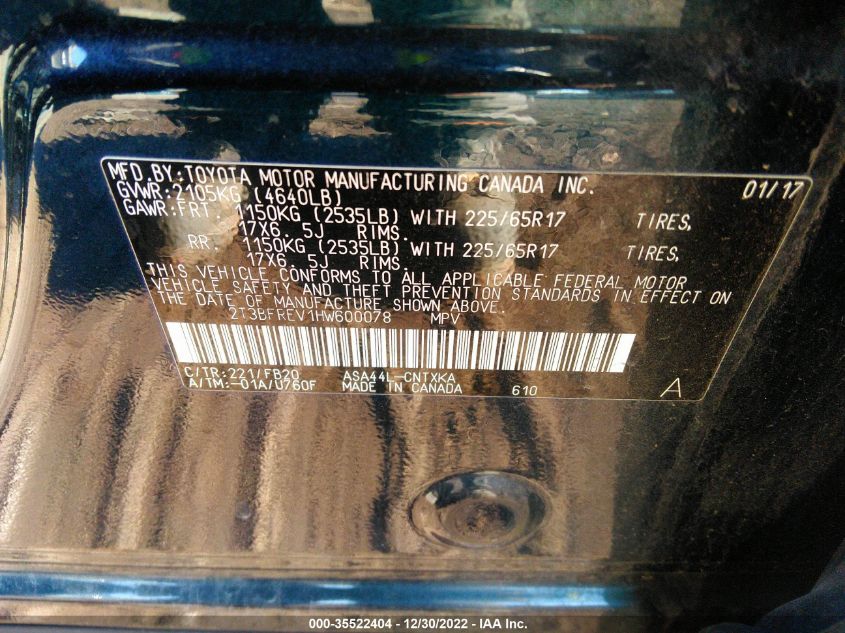 MFD.BY:TOYOTA MOTOR MANUFACTURING CANADA INC. 01/17
GVWR:2105KG (4640LB)
GAWR:FRT. 1150KG (2535LB) WITH 225/65R17 TIRES,
17X6. 5J RIMS.
RR. 1150KG (2535LB) WITH 225/65R17 TIRES,
17X6. 5J RIMS.
THIS VEHICLE CONFORMS TO ALL APPLICABLE FEDERAL MOTOR
VEHICLE SAFETY AND THEFT PREVENTION STANDARDS IN EFFECT ON
THE DATE OF MANUFACTURE SHOWN ABOVE.
2T3BFREV1HW600078 MPV
C/TR:221/FB20 ASA44L-CNTXKA
A/TM:-01A/U760F MADE IN CANADA 610 A
000-35522404 - 12/30/2022 - IAA Inc.